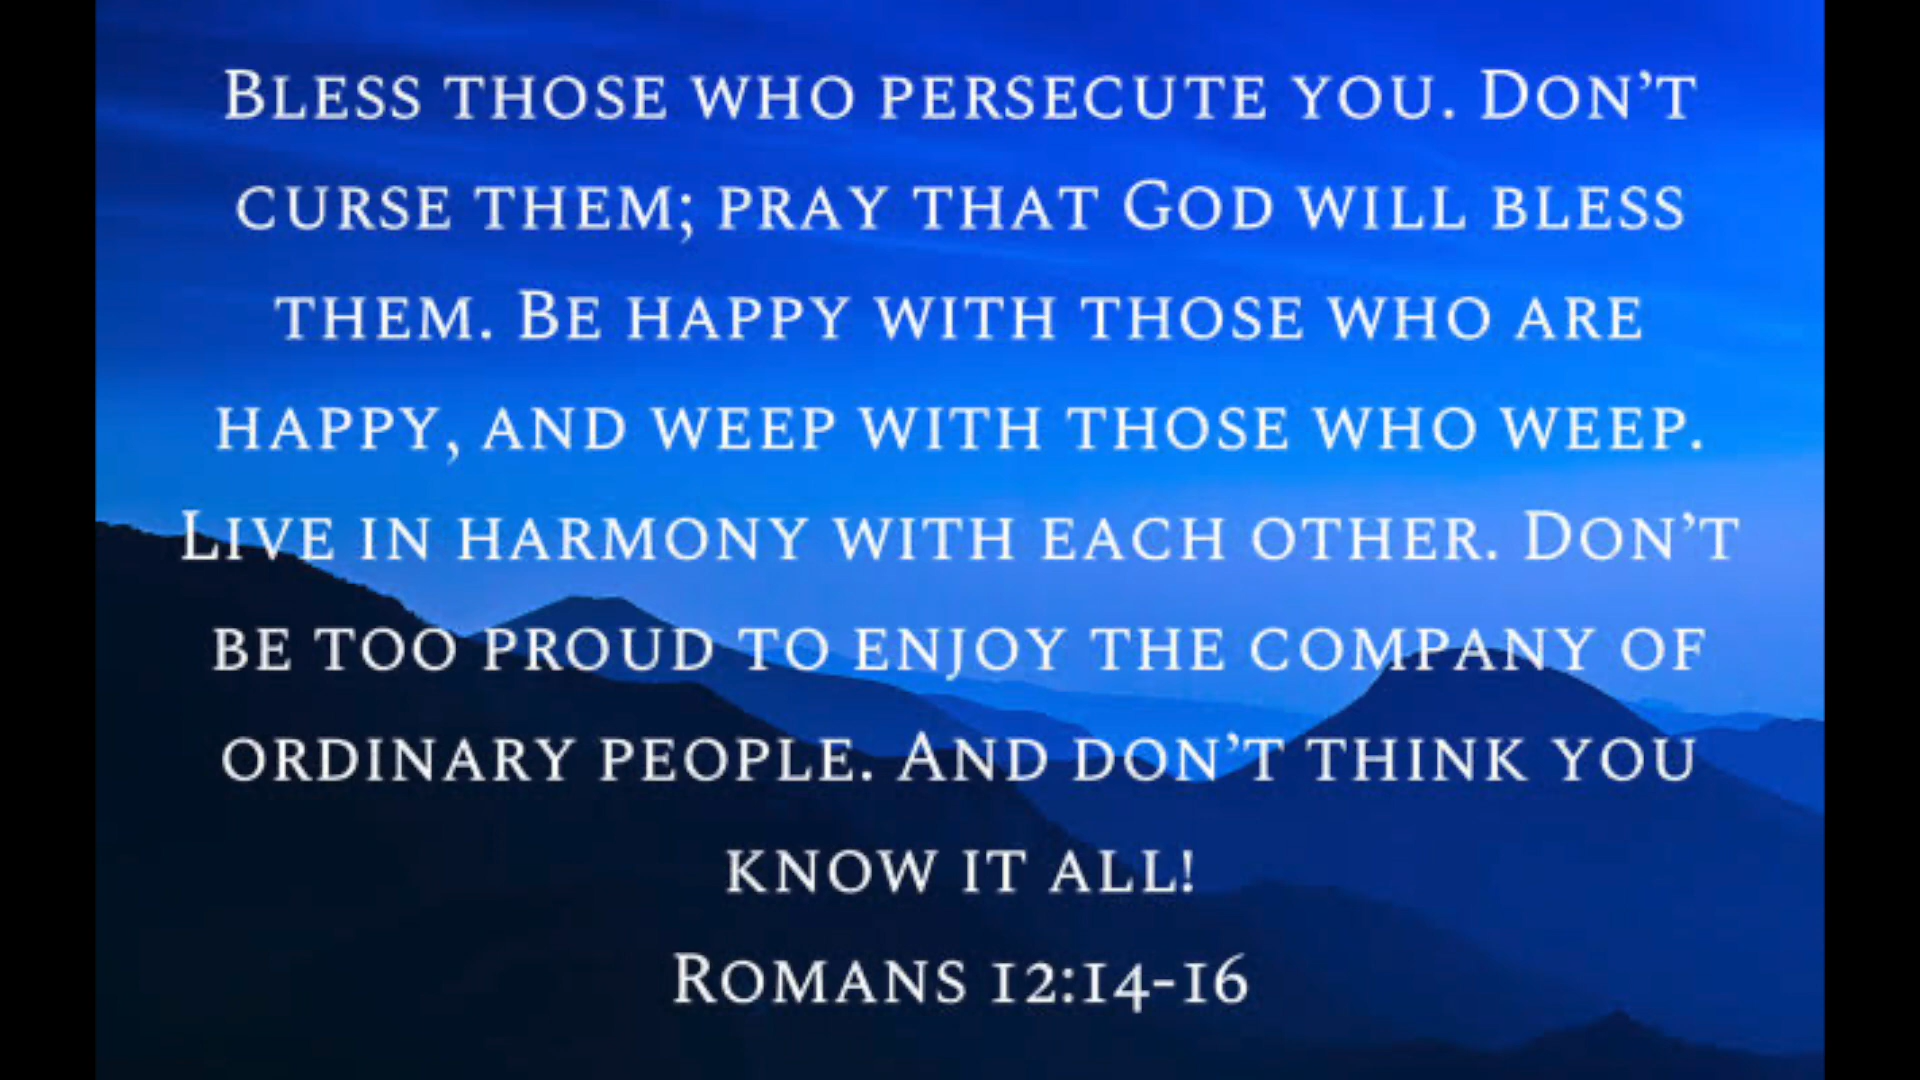 Bless those who persecute you. Don’t
curse them; pray that God will bless
them. Be happy with those who are
happy, and weep with those who weep.
Live in harmony with each other. Don’t
be too proud to enjoy the company of
ordinary people. And don’t think you
know it all!
Romans 12:14-16